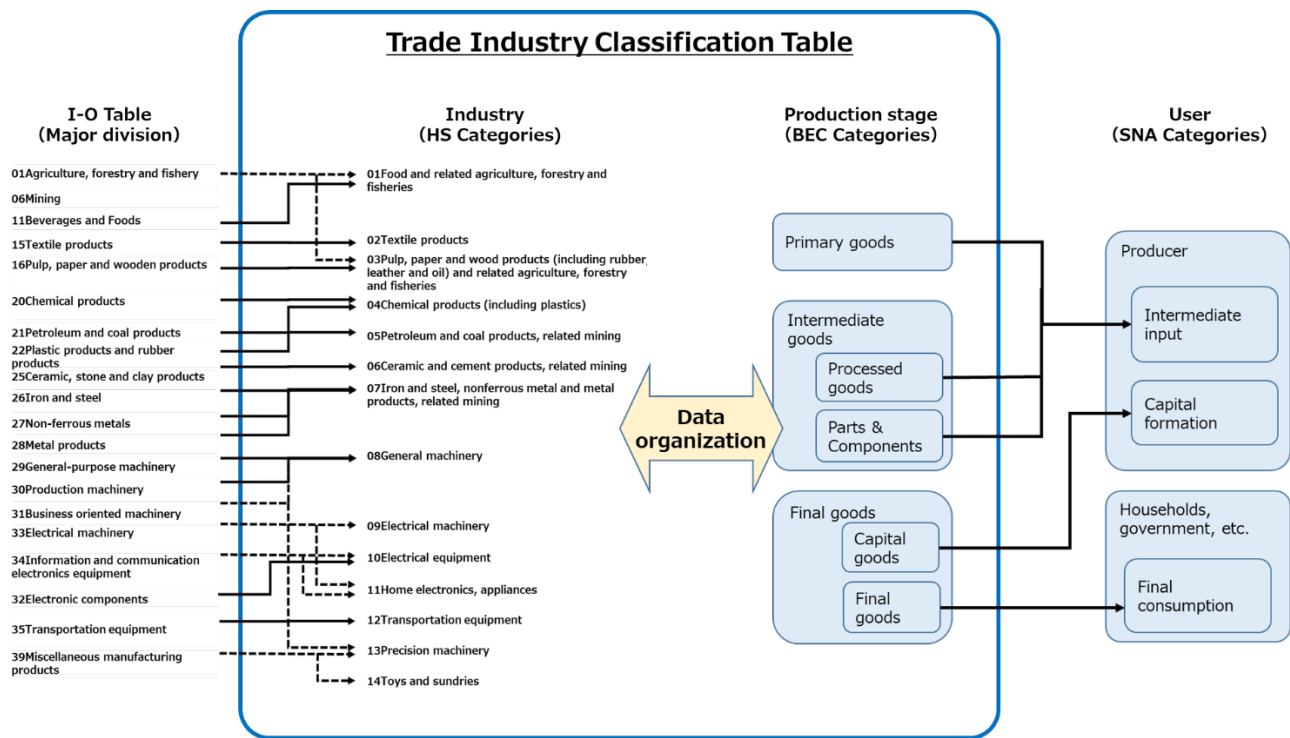 Trade Industry Classification Table
I-O Table
(Major division)
01Agriculture, forestry and fishery
06Mining
11Beverages and Foods
15Textile products
16Pulp, paper and wooden products
20Chemical products
21Petroleum and coal products
22Plastic products and rubber
products
25Ceramic, stone and clay products
26Iron and steel
27Non-ferrous metals
28Metal products
29General-purpose machinery
30Production machinery
31Business oriented machinery
33Electrical machinery
34Information and communication
electronics equipment
32Electronic components
35Transportation equipment
39Miscellaneous manufacturing
products
Industry
(HS Categories)
01Food and related agriculture, forestry and
fisheries
02Textile products
03Pulp, paper and wood products (including rubber,
leather and oil) and related agriculture, forestry
and fisheries
04Chemical products (including plastics)
05Petroleum and coal products, related mining
06Ceramic and cement products, related mining
07Iron and steel, nonferrous metal and metal
products, related mining
08General machinery
09Electrical machinery
10Electrical equipment
11Home electronics, appliances
12Transportation equipment
13Precision machinery
14Toys and sundries
Data
organization
Production stage
(BEC Categories)
Primary goods
Intermediate
goods
Processed
goods
Parts &
Components
Final goods
Capital
goods
Final
goods
User
(SNA Categories)
Producer
Intermediate
input
Capital
formation
Households,
government, etc.
Final
consumption